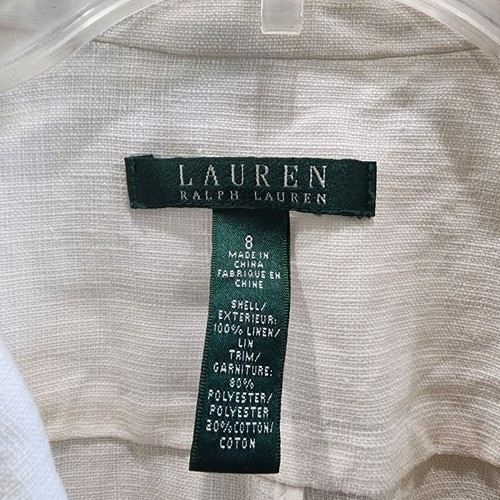 LAUREN
RALPH LAUREN
8
MADE IN
CHINA
FABRIQUE EN
CHINE
SHELL/
EXTERIEUR:
100% LINEN/
LIN
TRIM/
GARNITURE:
80%
POLYESTER/
POLYESTER
20% COTTON/
COTON